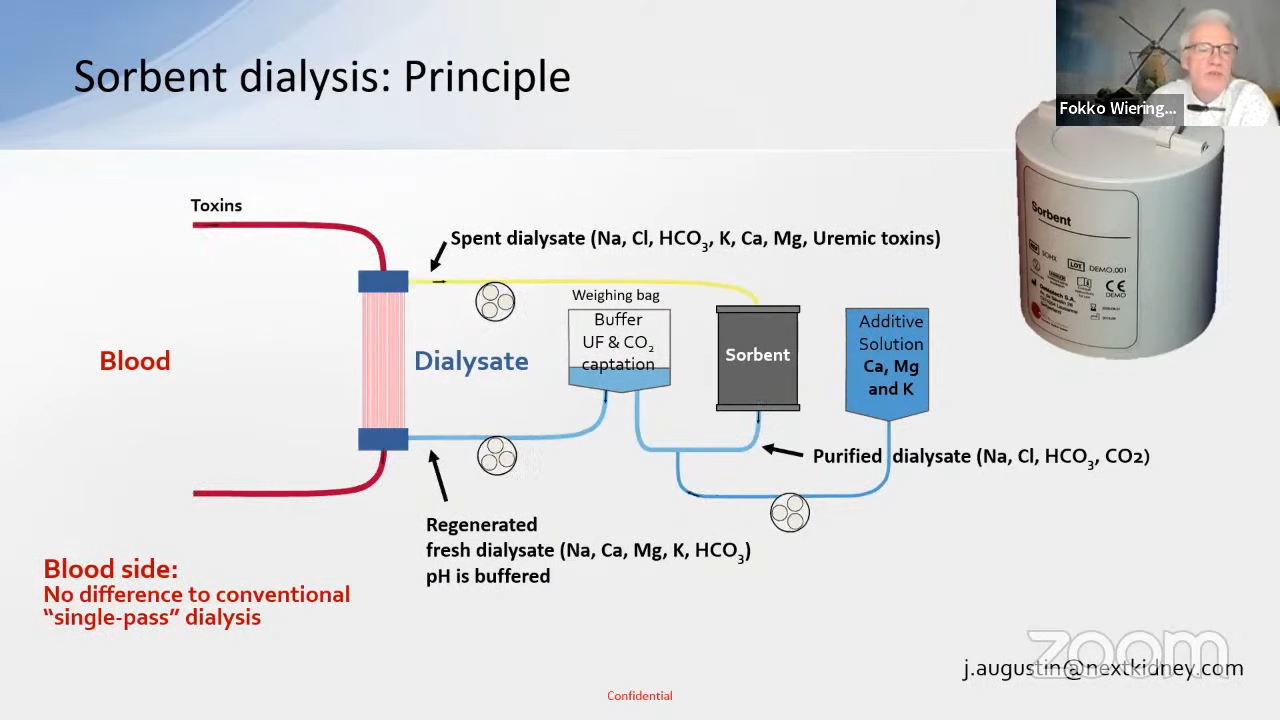 Sorbent dialysis: Principle
Fokko Wiering...
Toxins
Spent dialysate (Na, Cl, HCO3, K, Ca, Mg, Uremic toxins)
Weighing bag
Buffer
UF & CO2
captation
Sorbent
Additive
Solution
Ca, Mg
and K
Blood
Dialysate
Purified dialysate (Na, Cl, HCO3, CO2)
Regenerated
fresh dialysate (Na, Ca, Mg, K, HCO3)
pH is buffered
Blood side:
No difference to conventional
“single-pass” dialysis
Sorbent
REF SORX
LOT DEMO.001
CE
DEMO
zoom
j.augustin@nextkidney.com
Confidential